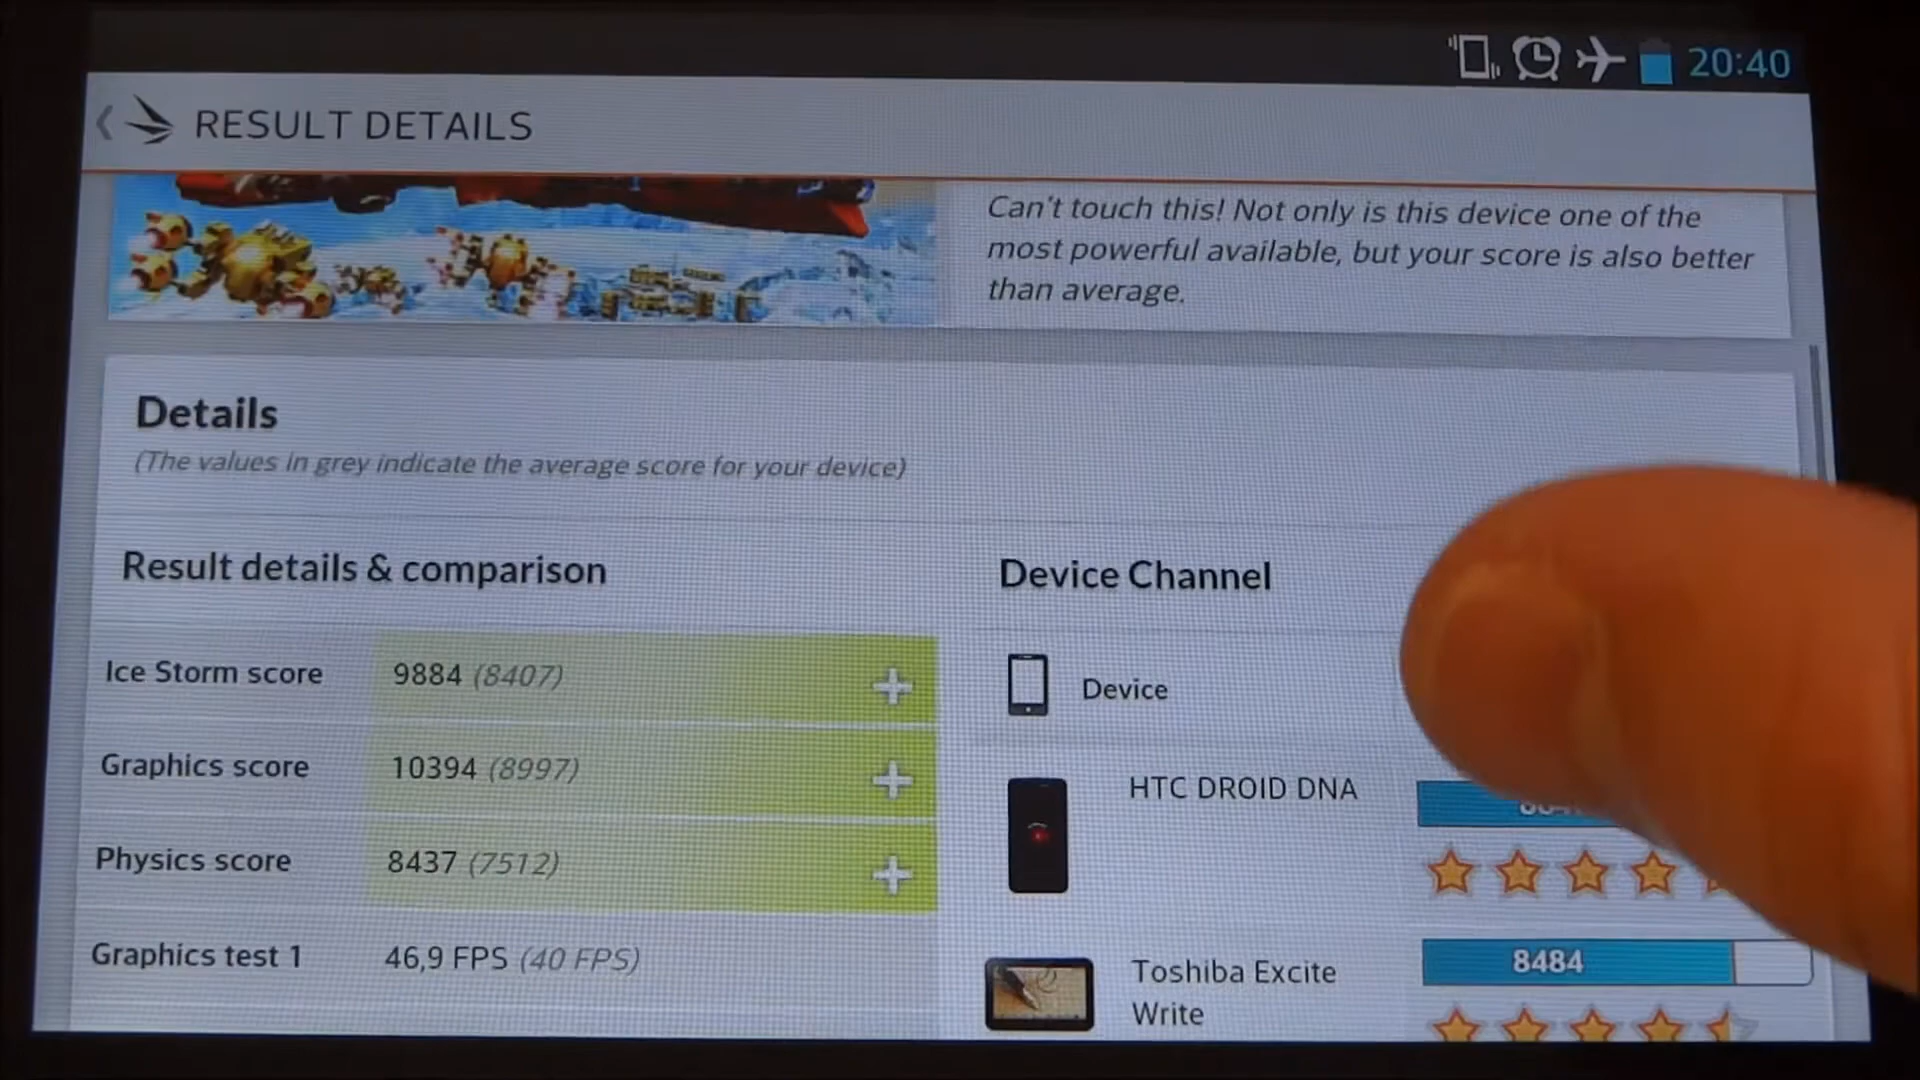 20:40
RESULT DETAILS
Can't touch this! Not only is this device one of the
most powerful available, but your score is also better
than average.
Details
(The values in grey indicate the average score for your device)
Result details & comparison
Device Channel
Ice Storm score 9884 (8407)
Graphics score 10394 (8997)
Physics score 8437 (7512)
Graphics test 1 46,9 FPS (40 FPS)
Device
HTC DROID DNA
Toshiba Excite
Write
8484